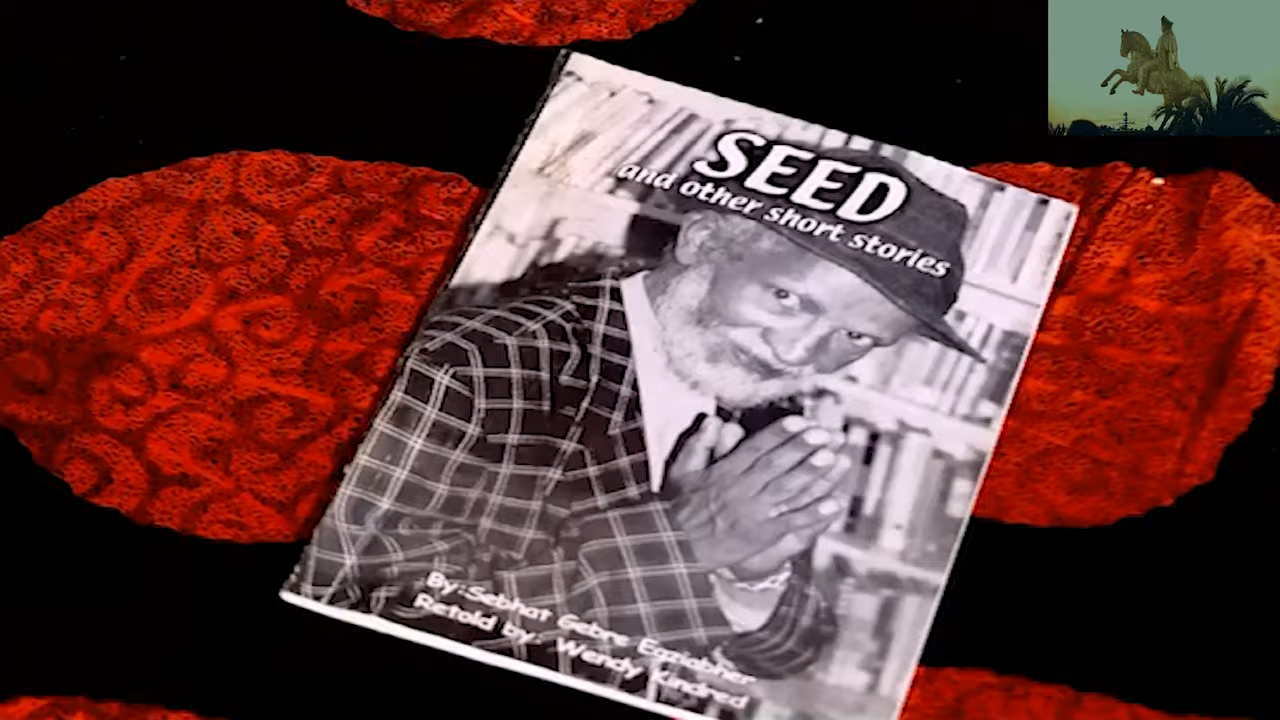 SEED
and other short stories
By: Sebhat Gebre Egziabher
Retold by: Wendy Kindred